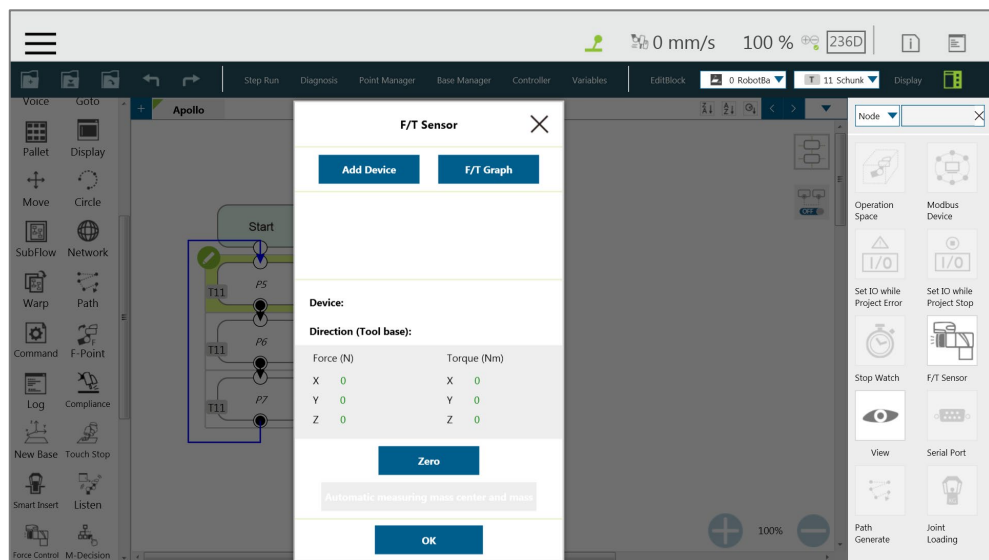 0 mm/s
100 %
236D
Step Run
Diagnosis
Point Manager
Base Manager
Controller
Variables
EditBlock
0 RobotBa
T 11 Schunk
Display
Voice Goto
Pallet Display
Move Circle
SubFlow Network
Warp Path
Command F-Point
Log Compliance
New Base Touch Stop
Smart Insert Listen
Force Control M-Decision
+ Apollo
Start
T11 P5
T11 P6
T11 P7
F/T Sensor
Add Device
F/T Graph
Device:
Direction (Tool base):
Force (N) Torque (Nm)
X 0 X 0
Y 0 Y 0
Z 0 Z 0
Zero
Automatic measuring mass center and mass
OK
OFF
100%
Node
Operation
Space
Modbus
Device
I/O
I/O
Set IO while
Project Error
Set IO while
Project Stop
Stop Watch
F/T Sensor
View
Serial Port
Path
Generate
Joint
Loading